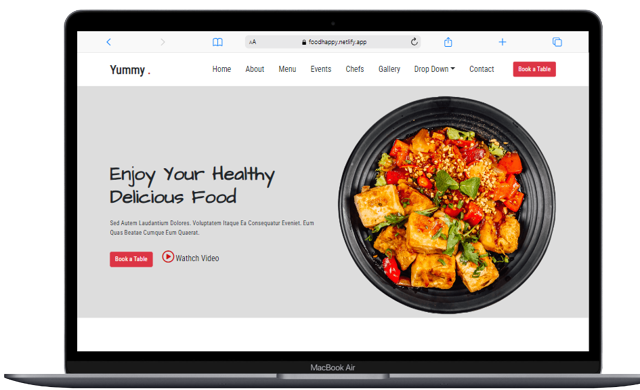 AA foodhappy.netlify.app
Yummy . Home About Menu Events Chefs Gallery Drop Down Contact Book a Table
Enjoy Your Healthy
Delicious Food
Sed Autem Laudantium Dolores. Voluptatem Itaque Ea Consequatur Eveniet. Eum
Quas Beatae Cumque Eum Quaerat.
Book a Table Wathch Video
MacBook Air